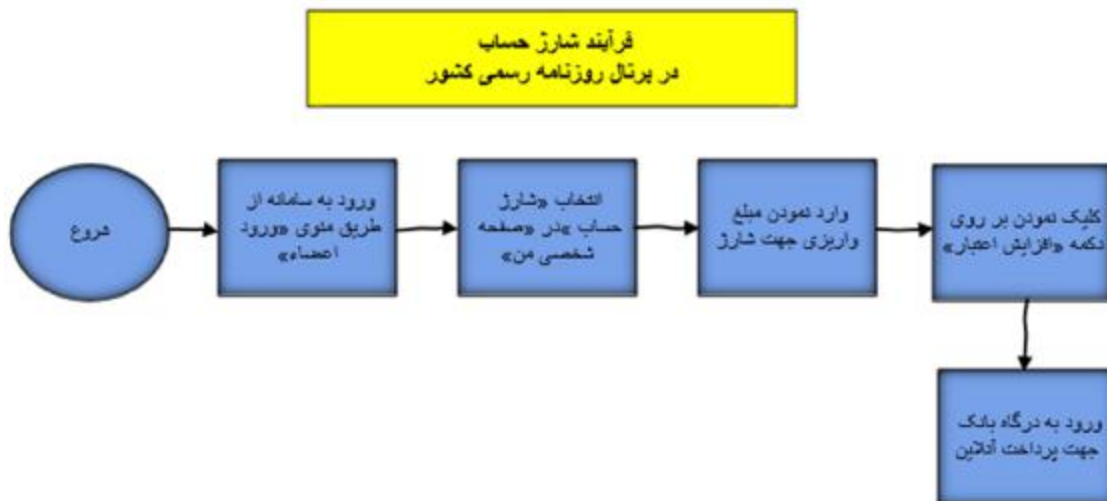 فرآیند شارژ حساب
در پرتال روزنامه رسمی کشور
شروع
ورود به سامانه از
طریق منوی «ورود
اعضاء»
انتخاب «شارژ
حساب »در «صفحه
شخصی من»
وارد نمودن مبلغ
واریزی جهت شارژ
کلیک نمودن بر روی
دکمه «افزایش اعتبار»
ورود به درگاه بانک
جهت پرداخت آنلاین